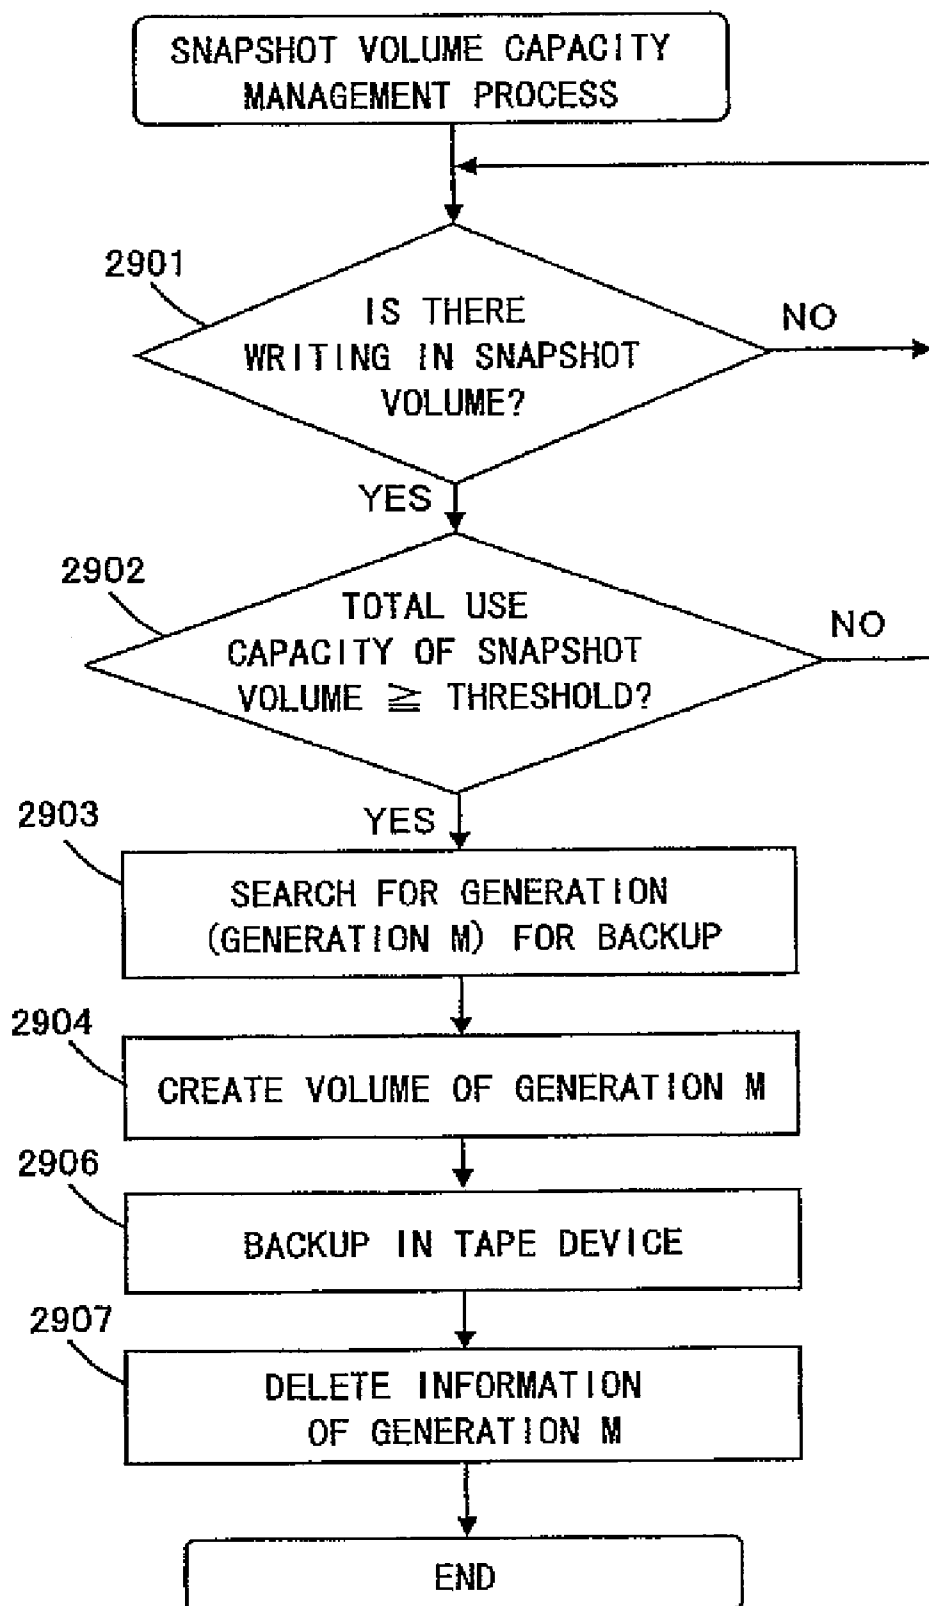 SNAPSHOT VOLUME CAPACITY
MANAGEMENT PROCESS
2901
IS THERE
WRITING IN SNAPSHOT
VOLUME?
NO
YES
2902
TOTAL USE
CAPACITY OF SNAPSHOT
VOLUME ≧ THRESHOLD?
NO
YES
2903
SEARCH FOR GENERATION
(GENERATION M) FOR BACKUP
2904
CREATE VOLUME OF GENERATION M
2906
BACKUP IN TAPE DEVICE
2907
DELETE INFORMATION
OF GENERATION M
END